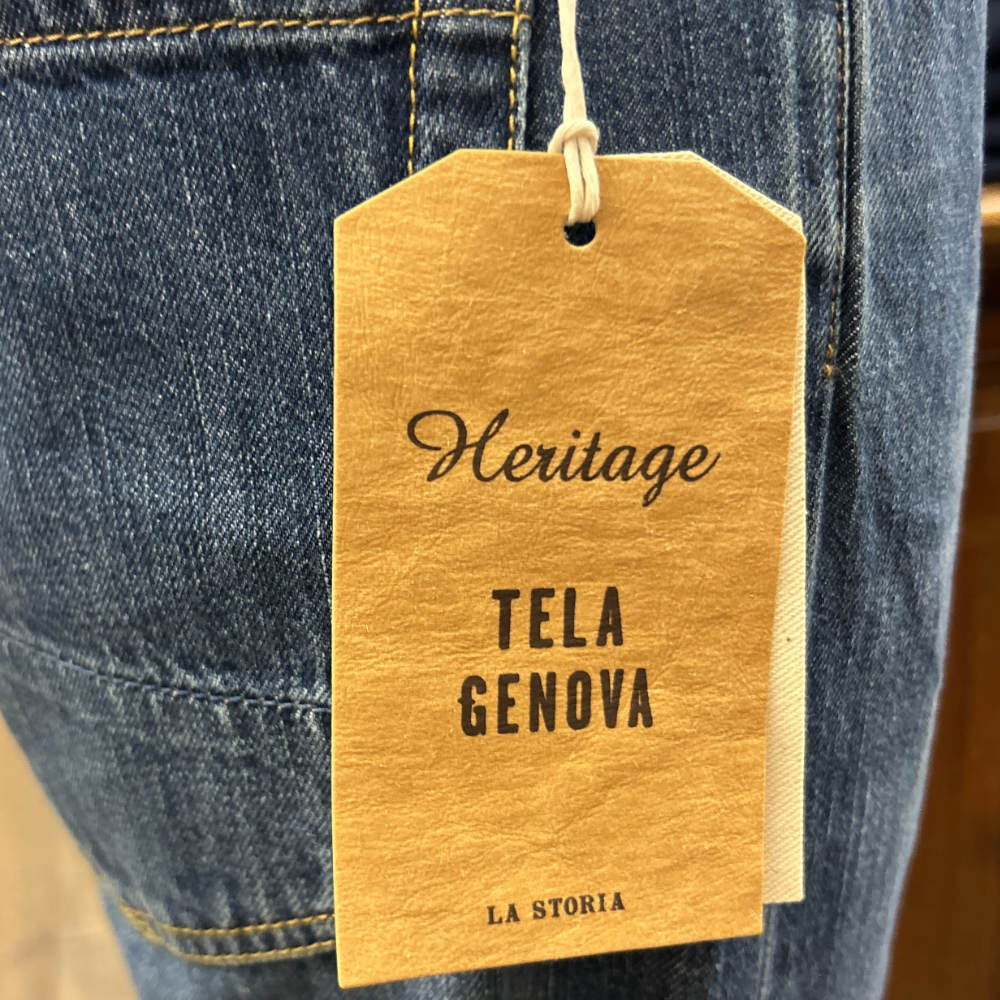 Heritage
TELA
GENOVA
LA STORIA